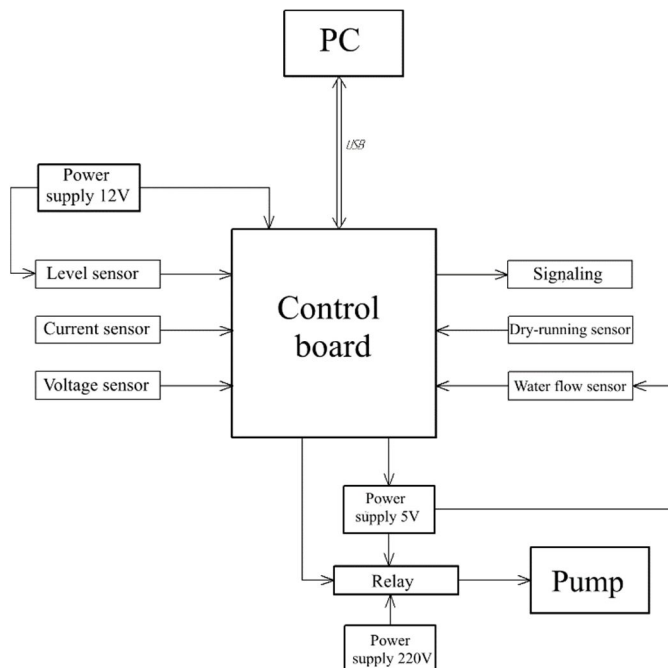 PC
USB
Power
supply 12V
Level sensor
Current sensor
Voltage sensor
Control
board
Signaling
Dry-running sensor
Water flow sensor
Power
supply 5V
Relay
Pump
Power
supply 220V